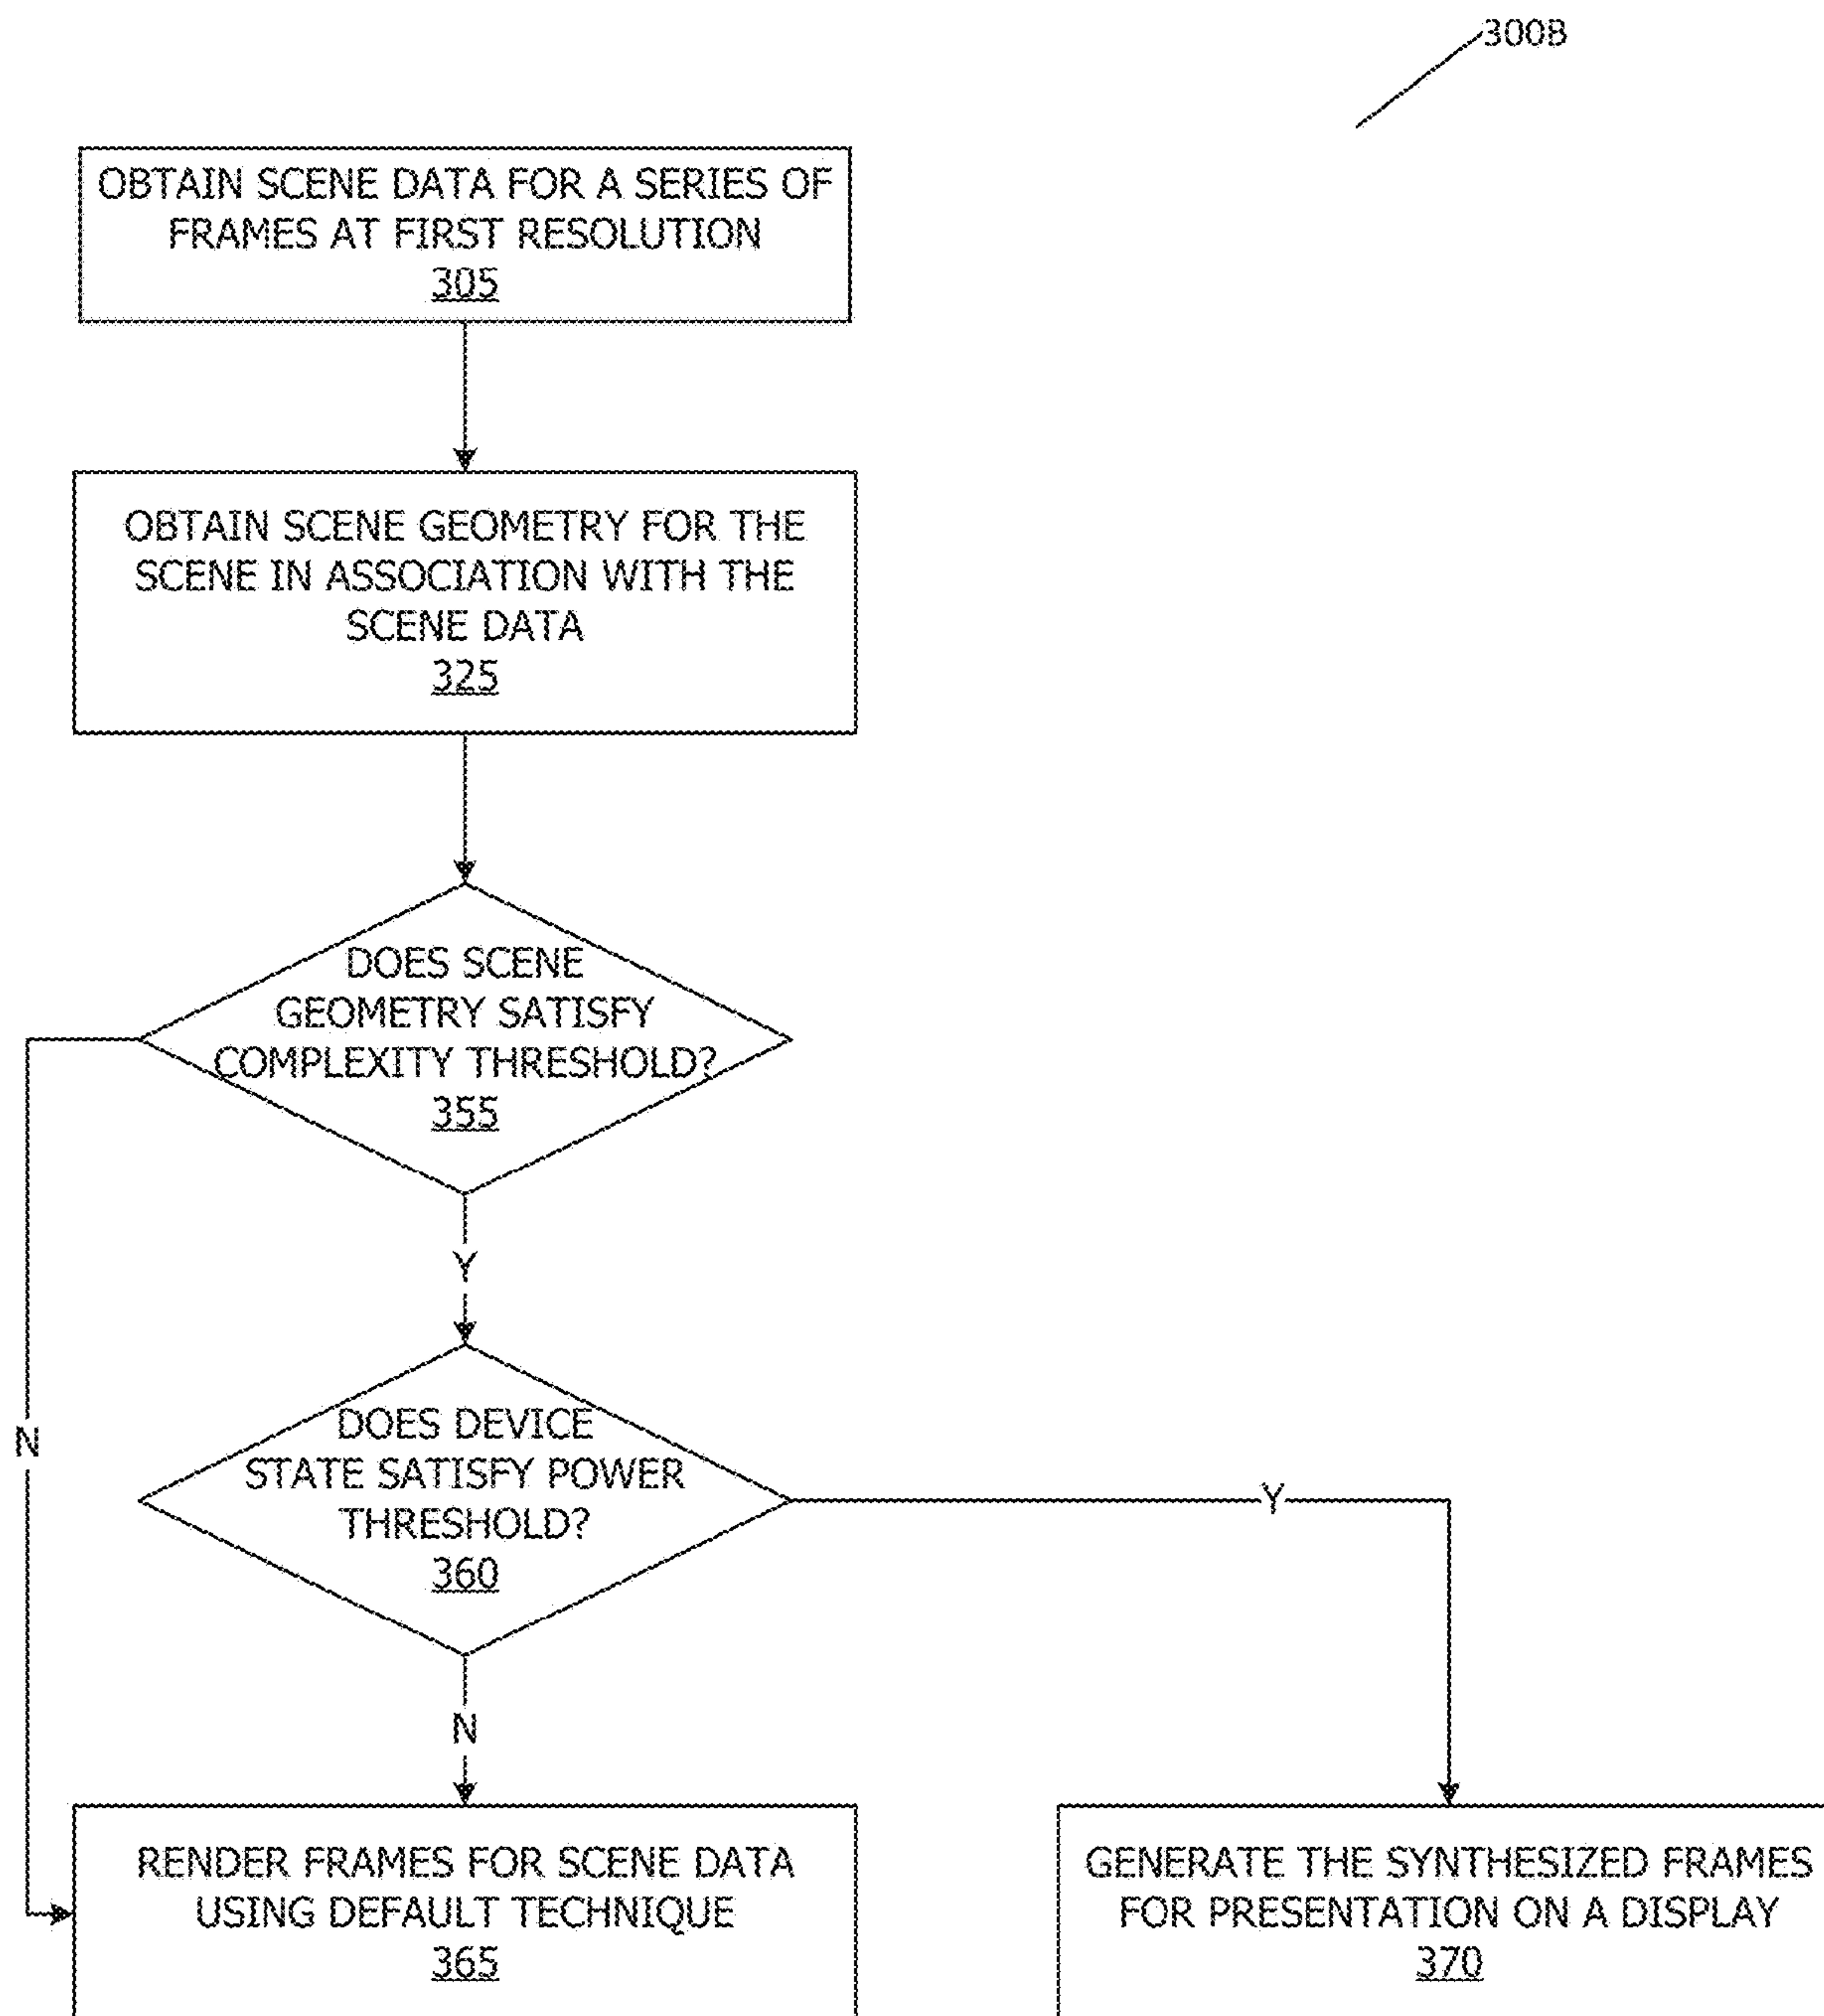 300B
OBTAIN SCENE DATA FOR A SERIES OF
FRAMES AT FIRST RESOLUTION
305
OBTAIN SCENE GEOMETRY FOR THE
SCENE IN ASSOCIATION WITH THE
SCENE DATA
325
DOES SCENE
GEOMETRY SATISFY
COMPLEXITY THRESHOLD?
355
Y
N
DOES DEVICE
STATE SATISFY POWER
THRESHOLD?
360
Y
N
RENDER FRAMES FOR SCENE DATA
USING DEFAULT TECHNIQUE
365
GENERATE THE SYNTHESIZED FRAMES
FOR PRESENTATION ON A DISPLAY
370